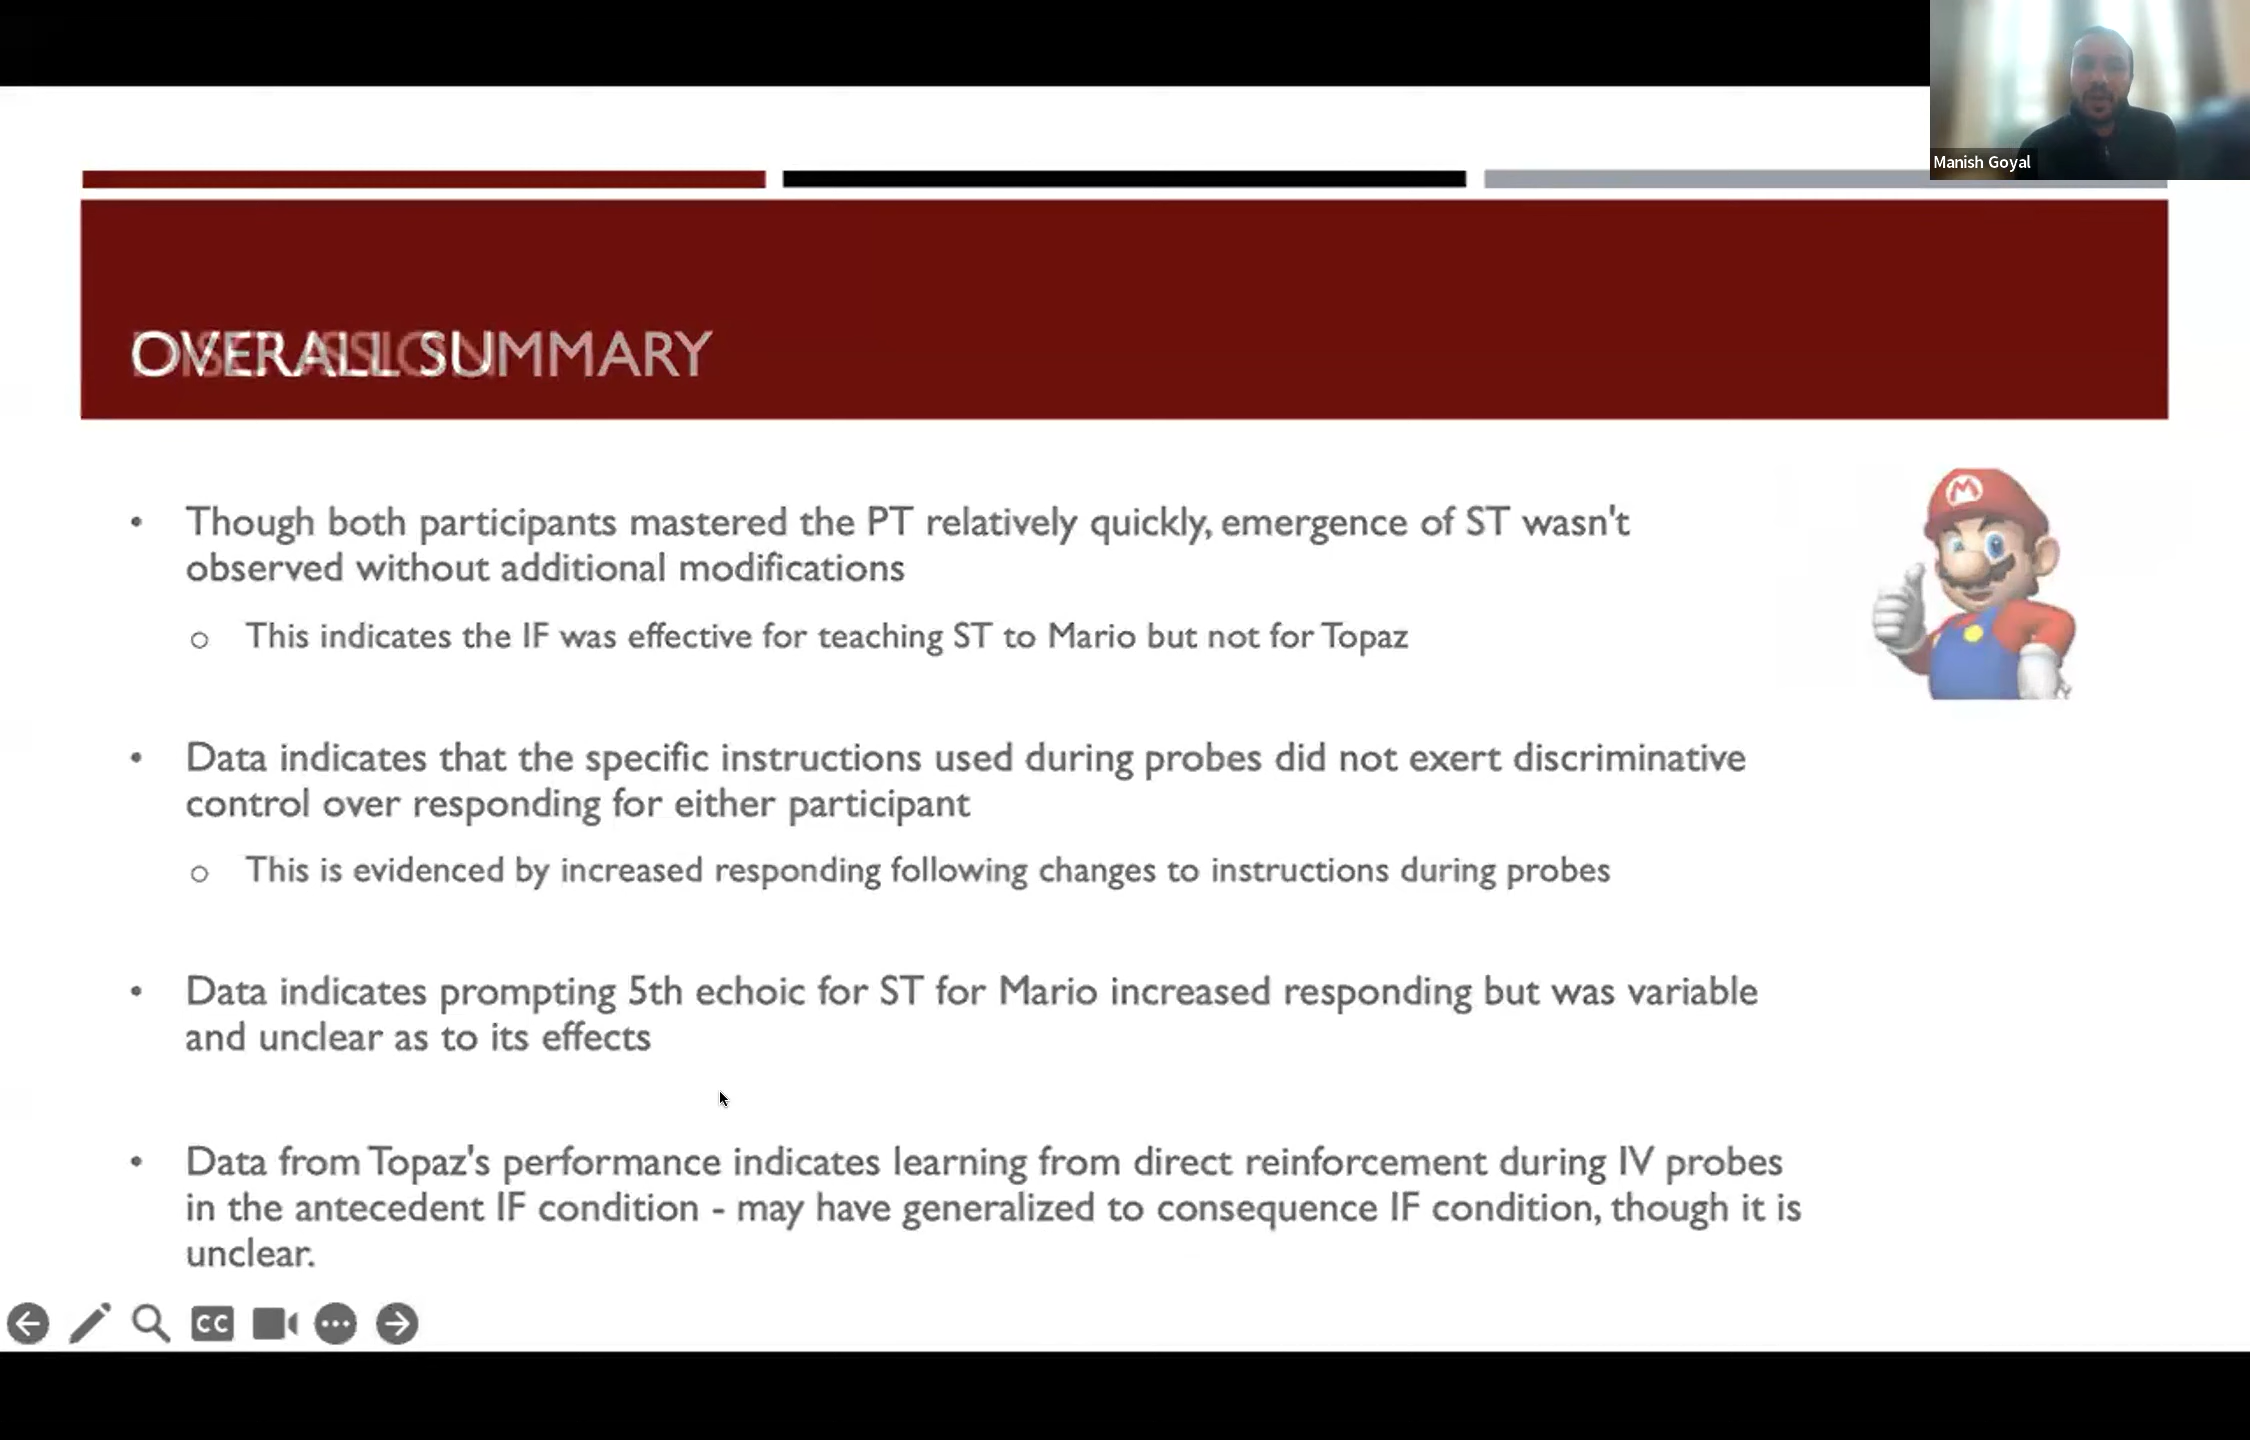 Manish Goyal
OVERALL SUMMARY
• Though both participants mastered the PT relatively quickly, emergence of ST wasn't
observed without additional modifications
o This indicates the IF was effective for teaching ST to Mario but not for Topaz
• Data indicates that the specific instructions used during probes did not exert discriminative
control over responding for either participant
o This is evidenced by increased responding following changes to instructions during probes
• Data indicates prompting 5th echoic for ST for Mario increased responding but was variable
and unclear as to its effects
• Data from Topaz's performance indicates learning from direct reinforcement during IV probes
in the antecedent IF condition - may have generalized to consequence IF condition, though it is
unclear.
CC